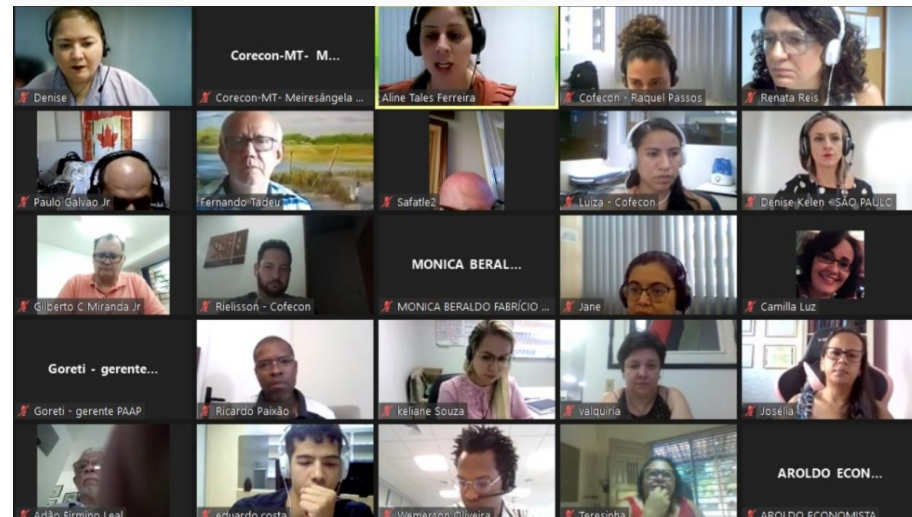 Denise
Corecon-MT- M...
Corecon-MT- Meiresângela ...
Aline Tales Ferreira
Cofecon - Raquel Passos
Renata Reis
Paulo Galvao Jr
Fernando Tadeu
Safatle2
Luiza - Cofecon
Denise Kelen - SÃO PAULO
Gilberto C Miranda Jr
Rielisson - Cofecon
MONICA BERAL...
MONICA BERALDO FABRÍCIO ...
Jane
Camilla Luz
Goreti - gerente...
Goreti - gerente PAAP
Ricardo Paixão
keliane Souza
valquiria
Josélia
Adão Firmino Leal
eduardo costa
Wemerson Oliveira
Teresinha
AROLDO ECON...
AROLDO ECONOMISTA